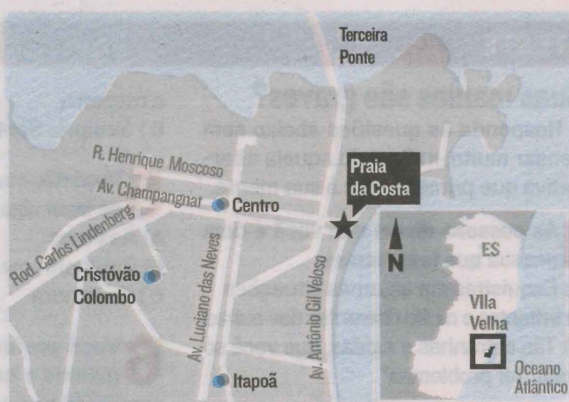 Terceira
Ponte
R. Henrique Moscoso
Praia
da Costa
Av. Champangnat
Centro
Rod. Carlos Lindenberg
Cristóvão
Colombo
Av. Luciano das Neves
Av. Antônio Gil Veloso
Itapoã
N
ES
VIla
Velha
Oceano
Atlântico